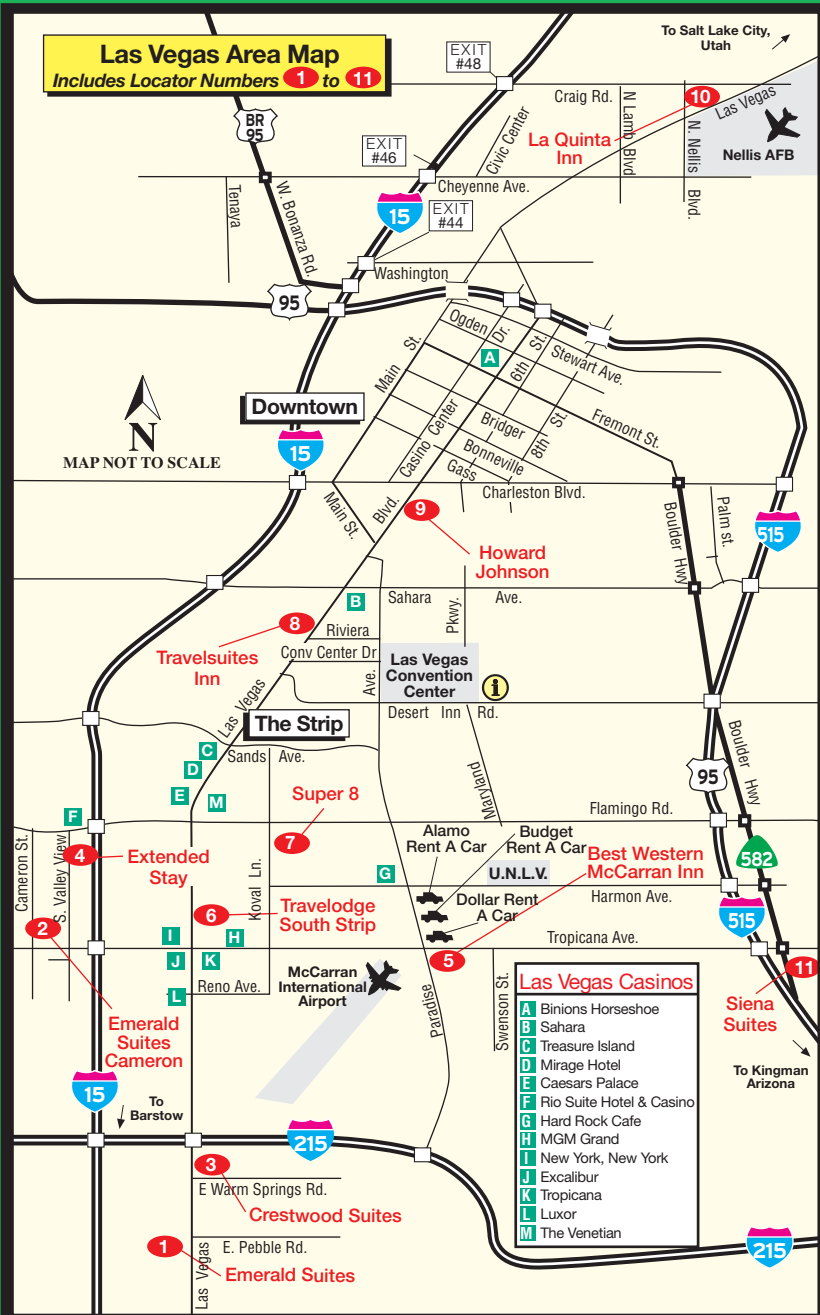 Las Vegas Area Map
Includes Locator Numbers 1 to 11
To Salt Lake City,
Utah
EXIT
#48
Craig Rd.
10
Las Vegas
BR
95
Civic Center
N Lamb Blvd
N. Nellis
Blvd.
La Quinta
Inn
Nellis AFB
EXIT
#46
Cheyenne Ave.
Tenaya
W. Bonanza Rd.
15
EXIT
#44
Washington
95
Ogden
Dr.
St.
Main
A
6th
St.
Stewart Ave.
Downtown
N
MAP NOT TO SCALE
15
Casino Center
Bridger
8th
St.
Fremont St.
Bonneville
Gass
Charleston Blvd.
Main St.
Blvd.
9
Howard
Johnson
Boulder Hwy
Palm st.
515
B
Sahara
Ave.
Pkwy.
8
Riviera
Travelsuites
Inn
Conv Center Dr
Ave.
Las Vegas
Convention
Center
i
Las Vegas
The Strip
Desert Inn Rd.
C
Sands Ave.
D
E
M
Maryland
95
Boulder Hwy
Super 8
7
F
Flamingo Rd.
Cameron St.
S. Valley View
4
Extended
Stay
Koval Ln.
Alamo
Rent A Car
Budget
Rent A Car
Best Western
McCarran Inn
582
G
U.N.L.V.
Harmon Ave.
Dollar Rent
A Car
515
6
Travelodge
South Strip
2
I
H
Tropicana Ave.
J
K
5
11
Siena
Suites
McCarran
International
Airport
L
Reno Ave.
Paradise
Swenson St.
Emerald
Suites
Cameron
Las Vegas Casinos
A Binions Horseshoe
B Sahara
C Treasure Island
D Mirage Hotel
E Caesars Palace
F Rio Suite Hotel & Casino
G Hard Rock Cafe
H MGM Grand
I New York, New York
J Excalibur
K Tropicana
L Luxor
M The Venetian
To Kingman
Arizona
15
To
Barstow
215
3
E Warm Springs Rd.
Crestwood Suites
1
E. Pebble Rd.
Emerald Suites
Las Vegas
215